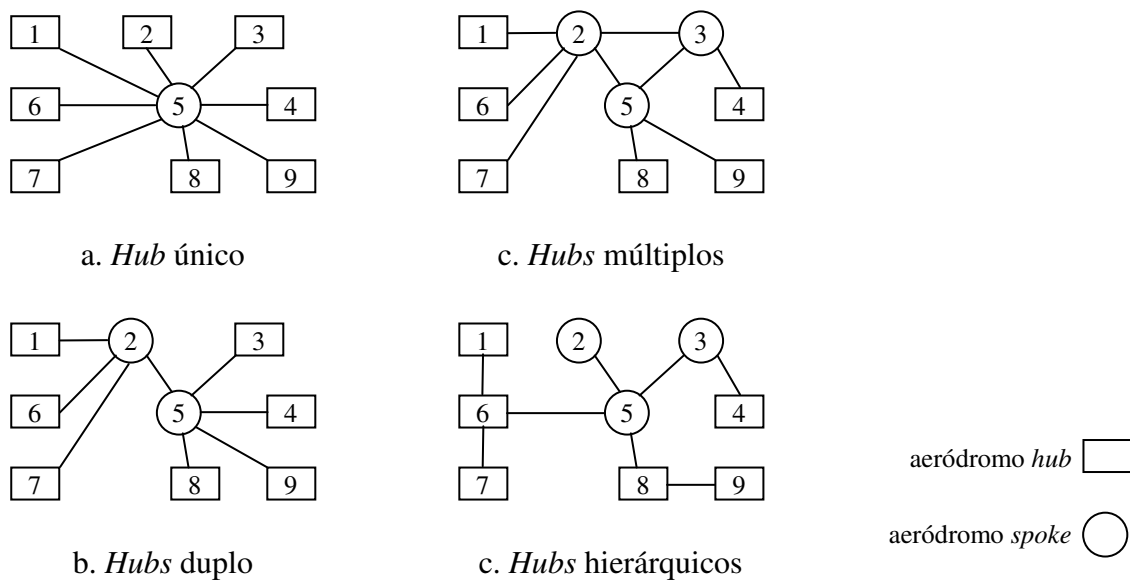 1 2 3
6 5 4
7 8 9
a. Hub único
1 2 3
6 5 4
7 8 9
c. Hubs múltiplos
1 2 3
6 5 4
7 8 9
b. Hubs duplo
1 2 3
6 5 4
7 8 9
c. Hubs hierárquicos
aeródromo hub
aeródromo spoke